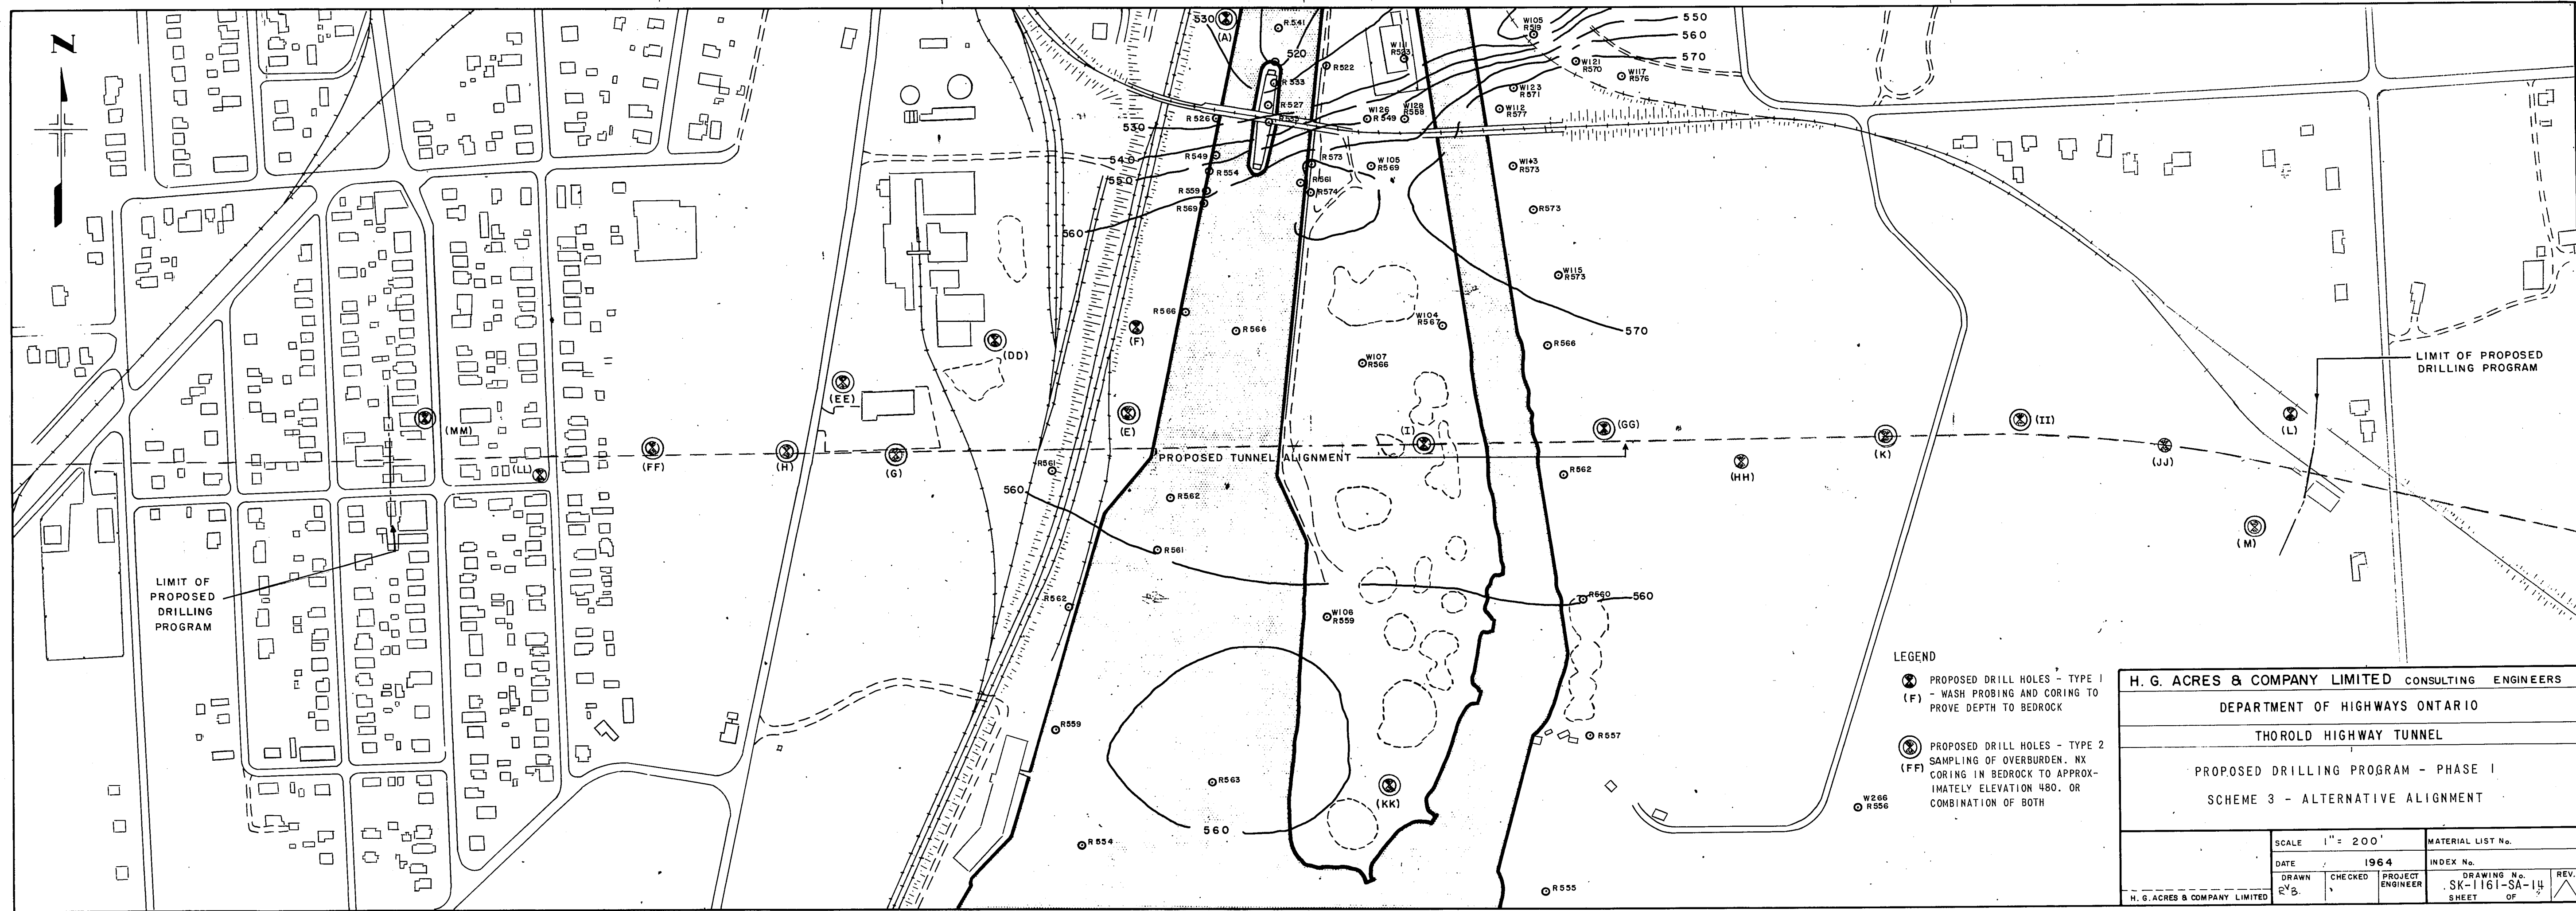 N
530
(A)
R541
520
R533
R527
R535
R526
530
R549
R554
R559
R569
540
550
560
R522
W111
R523
W126
R549
W128
R558
W105
R569
R573
R561
R574
W105
R519
550
560
570
W121
R570
W117
R576
W123
R571
W112
R577
R573
R573
W115
R573
570
R566
W104
R567
W107
R566
R566
R566
(F)
(DD)
(EE)
(E)
(MM)
(LL)
(FF)
(H)
(G)
R561
PROPOSED TUNNEL ALIGNMENT
(I)
(GG)
(HH)
(K)
(II)
(JJ)
(L)
(M)
LIMIT OF PROPOSED
DRILLING PROGRAM
LIMIT OF
PROPOSED
DRILLING
PROGRAM
560
R562
R561
R562
R562
W106
R559
R560
560
R559
R563
560
R554
(KK)
R557
R555
W266
R556
LEGEND
(F)
PROPOSED DRILL HOLES - TYPE 1
- WASH PROBING AND CORING TO
PROVE DEPTH TO BEDROCK
(FF)
PROPOSED DRILL HOLES - TYPE 2
SAMPLING OF OVERBURDEN. NX
CORING IN BEDROCK TO APPROX-
IMATELY ELEVATION 480. OR
COMBINATION OF BOTH
H. G. ACRES & COMPANY LIMITED CONSULTING ENGINEERS
DEPARTMENT OF HIGHWAYS ONTARIO
THOROLD HIGHWAY TUNNEL
PROPOSED DRILLING PROGRAM - PHASE I
SCHEME 3 - ALTERNATIVE ALIGNMENT
SCALE 1" = 200'
MATERIAL LIST No.
DATE 1964
INDEX No.
DRAWN
CHECKED
PROJECT
ENGINEER
DRAWING No.
SK-1161-SA-14
SHEET OF
REV.
H. G. ACRES & COMPANY LIMITED